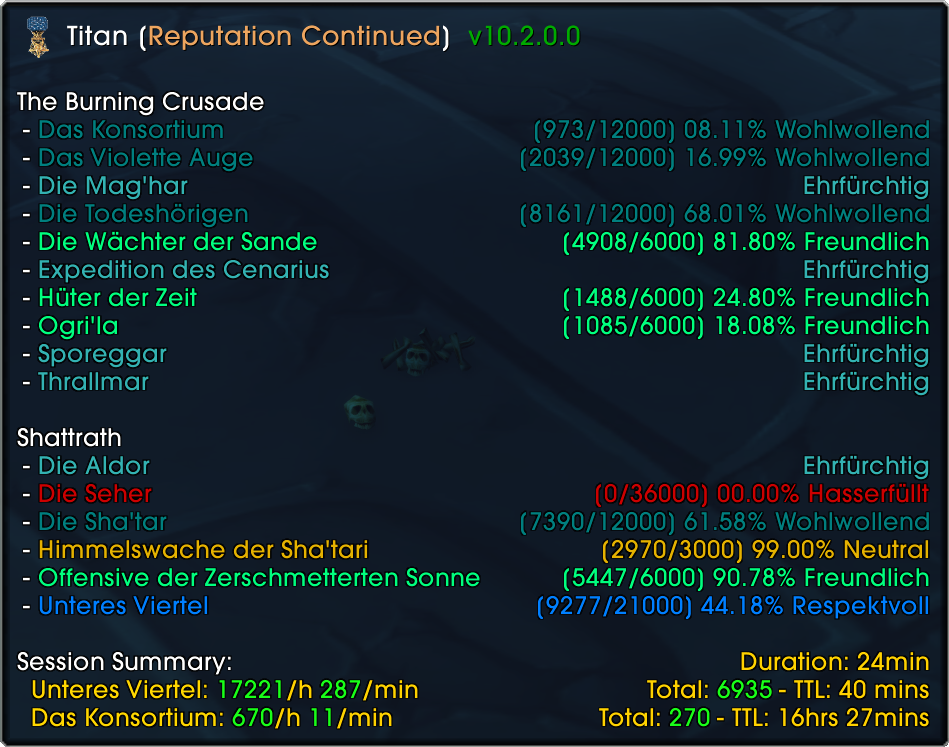 Titan (Reputation Continued) v10.2.0.0
The Burning Crusade
- Das Konsortium (973/12000) 08.11% Wohlwollend
- Das Violette Auge (2039/12000) 16.99% Wohlwollend
- Die Mag'har Ehrfürchtig
- Die Todeshörigen (8161/12000) 68.01% Wohlwollend
- Die Wächter der Sande (4908/6000) 81.80% Freundlich
- Expedition des Cenarius Ehrfürchtig
- Hüter der Zeit (1488/6000) 24.80% Freundlich
- Ogri'la (1085/6000) 18.08% Freundlich
- Sporeggar Ehrfürchtig
- Thrallmar Ehrfürchtig
Shattrath
- Die Aldor Ehrfürchtig
- Die Seher (0/36000) 00.00% Hasserfüllt
- Die Sha'tar (7390/12000) 61.58% Wohlwollend
- Himmelswache der Sha'tari (2970/3000) 99.00% Neutral
- Offensive der Zerschmetterten Sonne (5447/6000) 90.78% Freundlich
- Unteres Viertel (9277/21000) 44.18% Respektvoll
Session Summary: Duration: 24min
Unteres Viertel: 17221/h 287/min Total: 6935 - TTL: 40 mins
Das Konsortium: 670/h 11/min Total: 270 - TTL: 16hrs 27mins